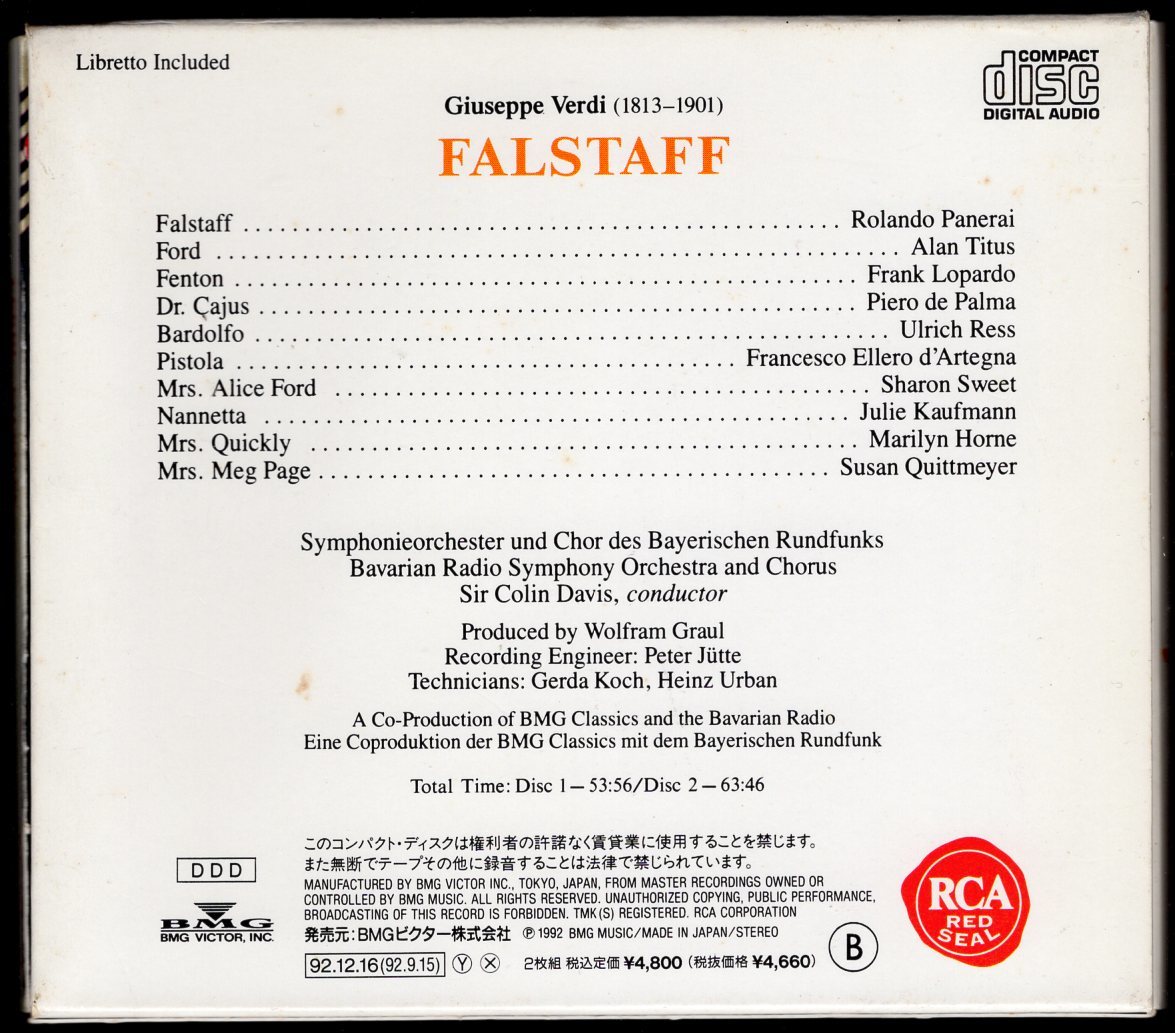 Libretto Included
COMPACT
disc
DIGITAL AUDIO
Giuseppe Verdi (1813–1901)
FALSTAFF
Falstaff ........................................ Rolando Panerai
Ford ........................................ Alan Titus
Fenton ........................................ Frank Lopardo
Dr. Çajus ........................................ Piero de Palma
Bardolfo ........................................ Ulrich Ress
Pistola ........................................ Francesco Ellero d'Artegna
Mrs. Alice Ford ........................................ Sharon Sweet
Nannetta ........................................ Julie Kaufmann
Mrs. Quickly ........................................ Marilyn Horne
Mrs. Meg Page ........................................ Susan Quittmeyer
Symphonieorchester und Chor des Bayerischen Rundfunks
Bavarian Radio Symphony Orchestra and Chorus
Sir Colin Davis, conductor
Produced by Wolfram Graul
Recording Engineer: Peter Jütte
Technicians: Gerda Koch, Heinz Urban
A Co-Production of BMG Classics and the Bavarian Radio
Eine Coproduktion der BMG Classics mit dem Bayerischen Rundfunk
Total Time: Disc 1 – 53:56/Disc 2 – 63:46
DDD
BMG
BMG VICTOR, INC.
このコンパクト・ディスクは権利者の許諾なく賃貸業に使用することを禁じます。
また無断でテープその他に録音することは法律で禁じられています。
MANUFACTURED BY BMG VICTOR INC., TOKYO, JAPAN, FROM MASTER RECORDINGS OWNED OR
CONTROLLED BY BMG MUSIC. ALL RIGHTS RESERVED. UNAUTHORIZED COPYING, PUBLIC PERFORMANCE,
BROADCASTING OF THIS RECORD IS FORBIDDEN. TMK(S) REGISTERED. RCA CORPORATION
発売元:BMGビクター株式会社 ℗1992 BMG MUSIC/MADE IN JAPAN/STEREO
92.12.16(92.9.15) Ⓨ Ⓧ 2枚組 税込定価 ¥4,800 (税抜価格 ¥4,660)
B
RCA
RED
SEAL